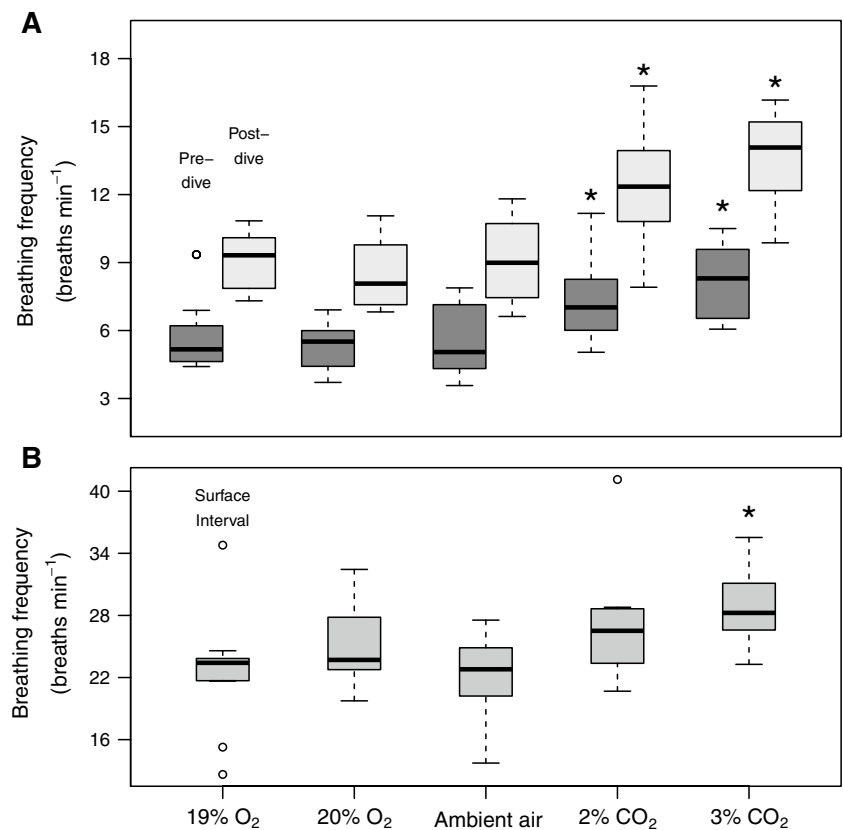 A
Breathing frequency
(breaths min⁻¹)
18
15
12
9
6
3
Pre–
dive
Post–
dive
*
*
*
*
B
Breathing frequency
(breaths min⁻¹)
40
34
28
22
16
Surface
Interval
*
19% O₂ 20% O₂ Ambient air 2% CO₂ 3% CO₂